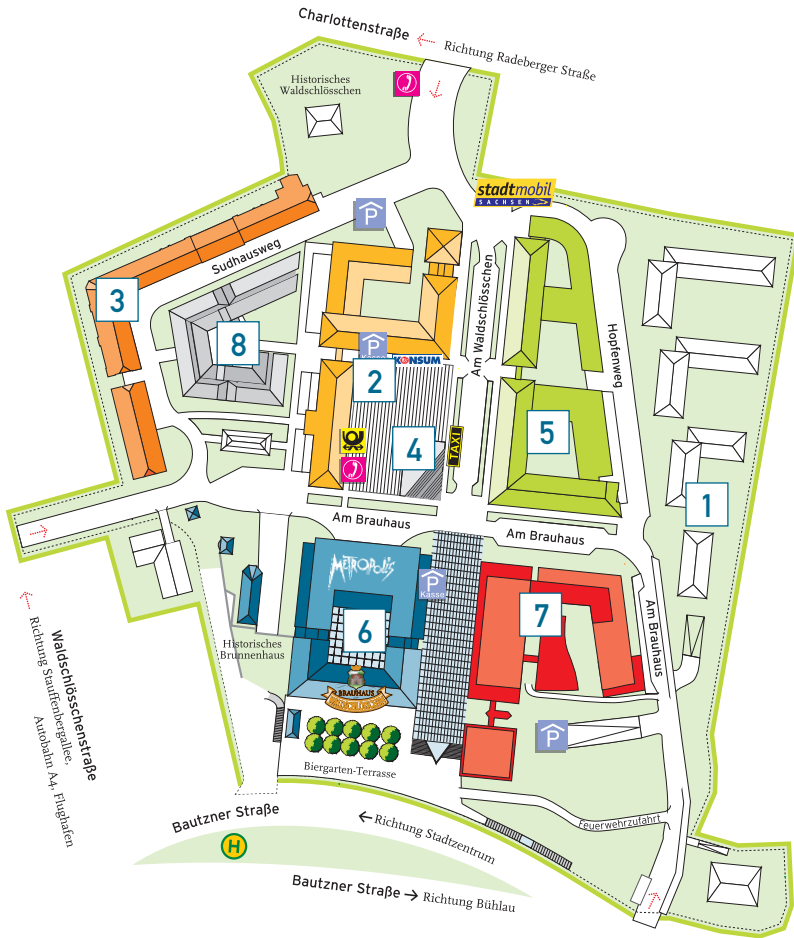 Charlottenstraße
Richtung Radeberger Straße
Historisches
Waldschlösschen
stadtmobil
SACHSEN
P
Sudhausweg
Am Waldschlösschen
Hopfenweg
3
8
P
Kasse
KONSUM
2
4
TAXI
5
1
Am Brauhaus
Am Brauhaus
METROPOLIS
P
Kasse
6
7
Am Brauhaus
Historisches
Brunnenhaus
BRAUHAUS
Waldschlösschenstraße
Richtung Stauffenbergallee,
Autobahn A4, Flughafen
P
Biergarten-Terrasse
Feuerwehrzufahrt
Bautzner Straße
Richtung Stadtzentrum
H
Bautzner Straße
Richtung Bühlau